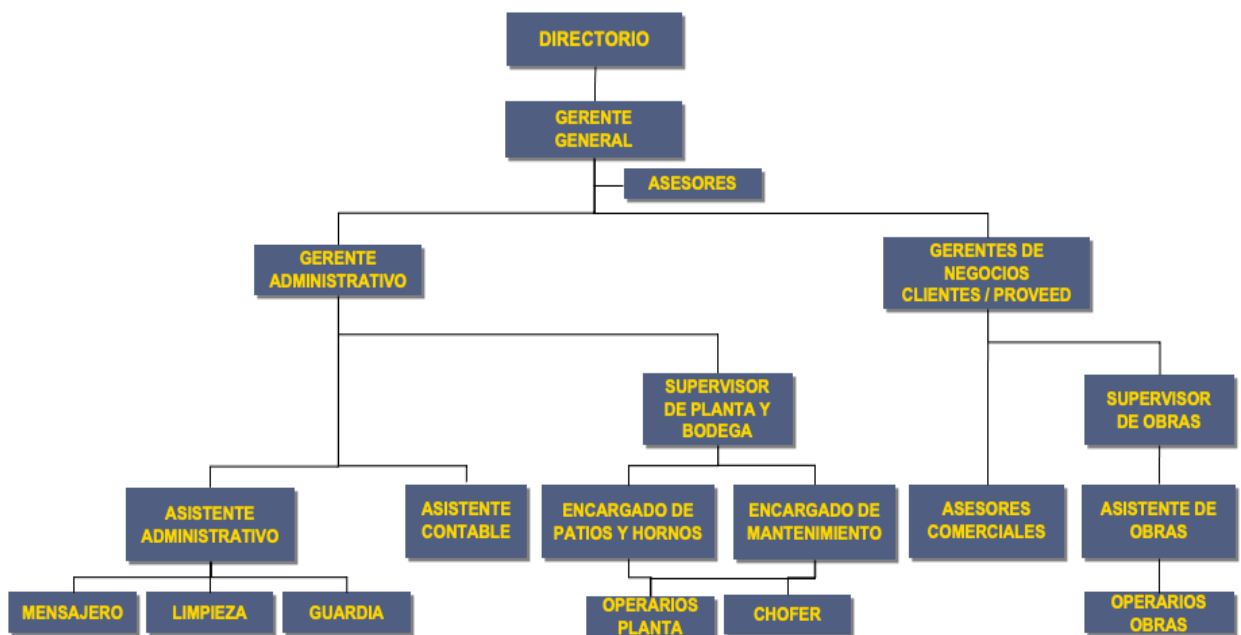 DIRECTORIO
GERENTE
GENERAL
ASESORES
GERENTE
ADMINISTRATIVO
GERENTES DE
NEGOCIOS
CLIENTES / PROVEED
SUPERVISOR
DE PLANTA Y
BODEGA
SUPERVISOR
DE OBRAS
ASISTENTE
ADMINISTRATIVO
ASISTENTE
CONTABLE
ENCARGADO DE
PATIOS Y HORNOS
ENCARGADO DE
MANTENIMIENTO
ASESORES
COMERCIALES
ASISTENTE DE
OBRAS
MENSAJERO
LIMPIEZA
GUARDIA
OPERARIOS
PLANTA
CHOFER
OPERARIOS
OBRAS